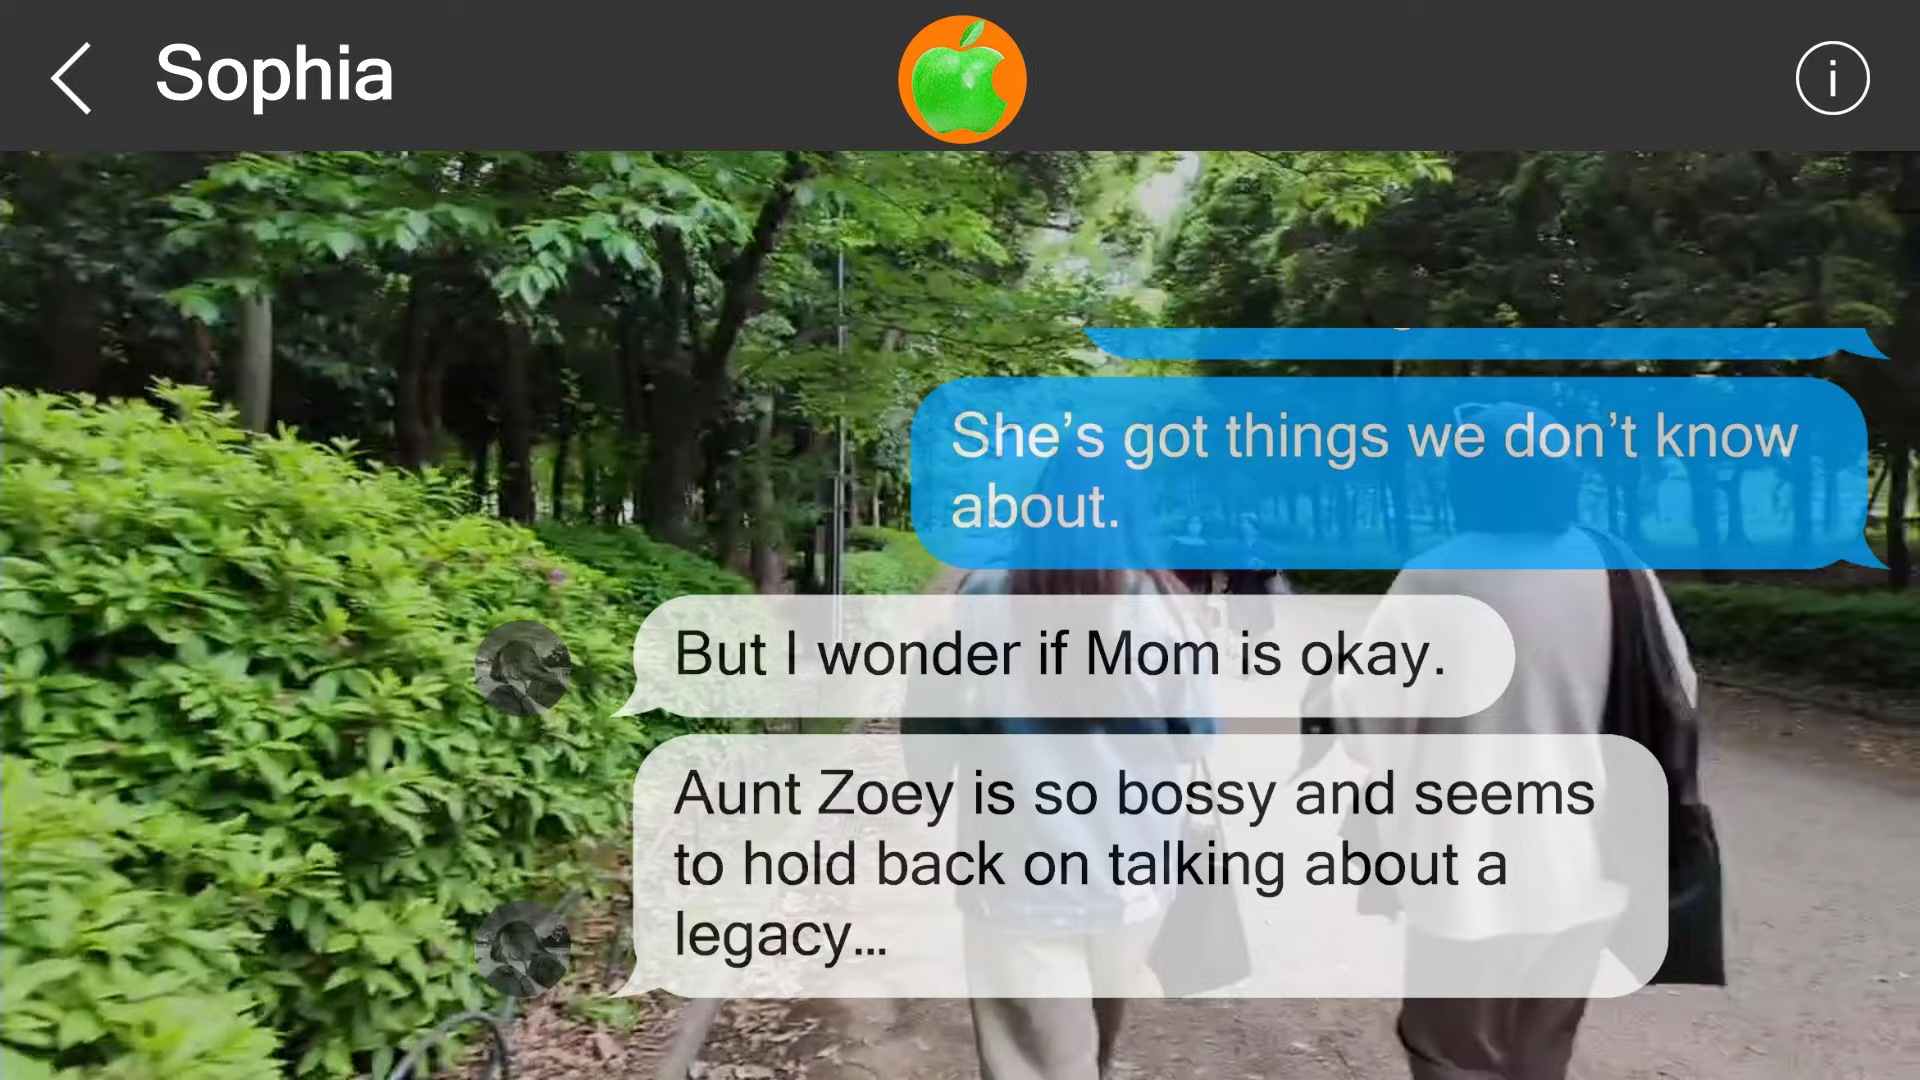 Sophia
She’s got things we don’t know
about.
But I wonder if Mom is okay.
Aunt Zoey is so bossy and seems
to hold back on talking about a
legacy...